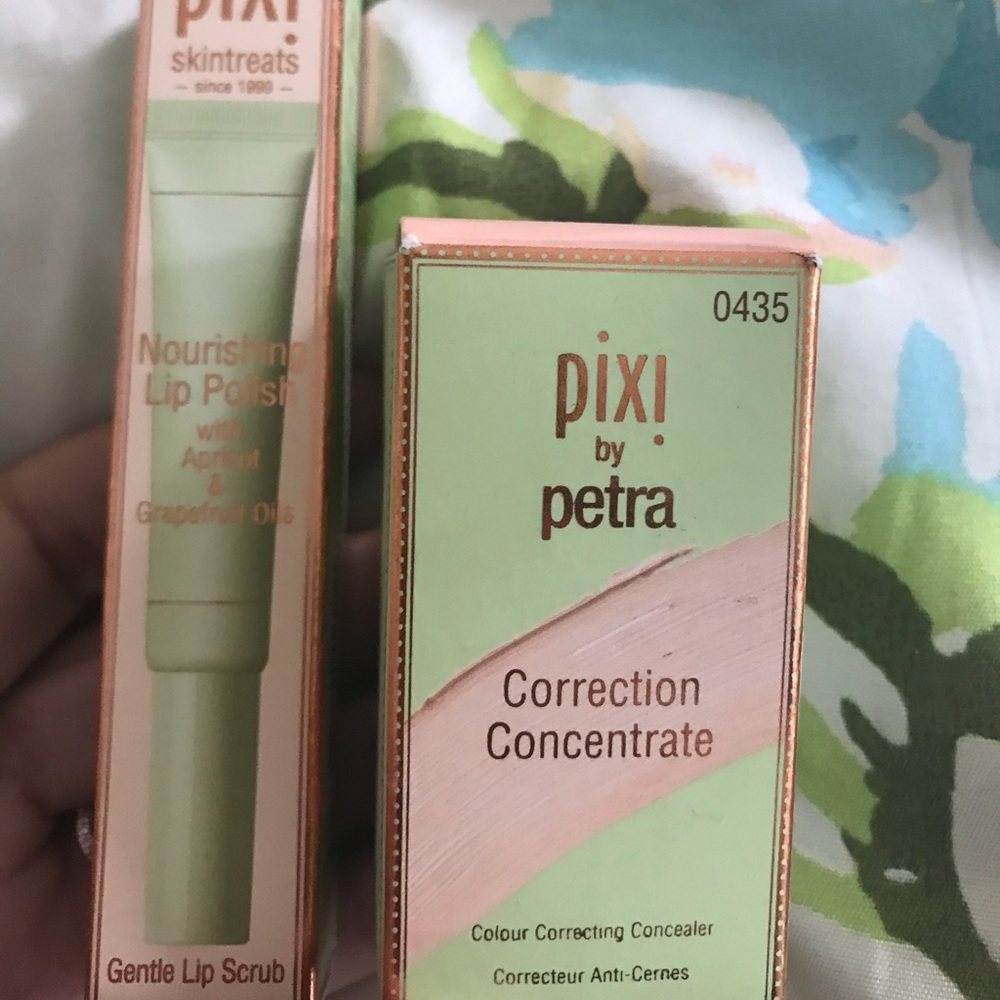 pixi
skintreats
— since 1999 —
Nourishing
Lip Polish
with
Apricot
&
Grapefruit Oils
Gentle Lip Scrub
0435
pixi
by
petra
Correction
Concentrate
Colour Correcting Concealer
Correcteur Anti-Cernes